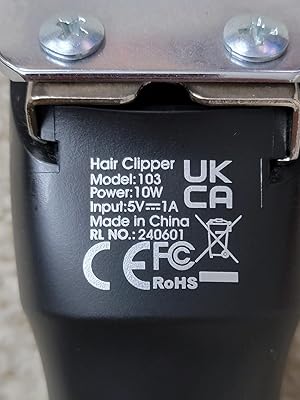 Hair Clipper
Model:103
Power:10W
Input:5V⎓1A
Made in China
RL NO.:240601
UK
CA
CE FC
RoHS